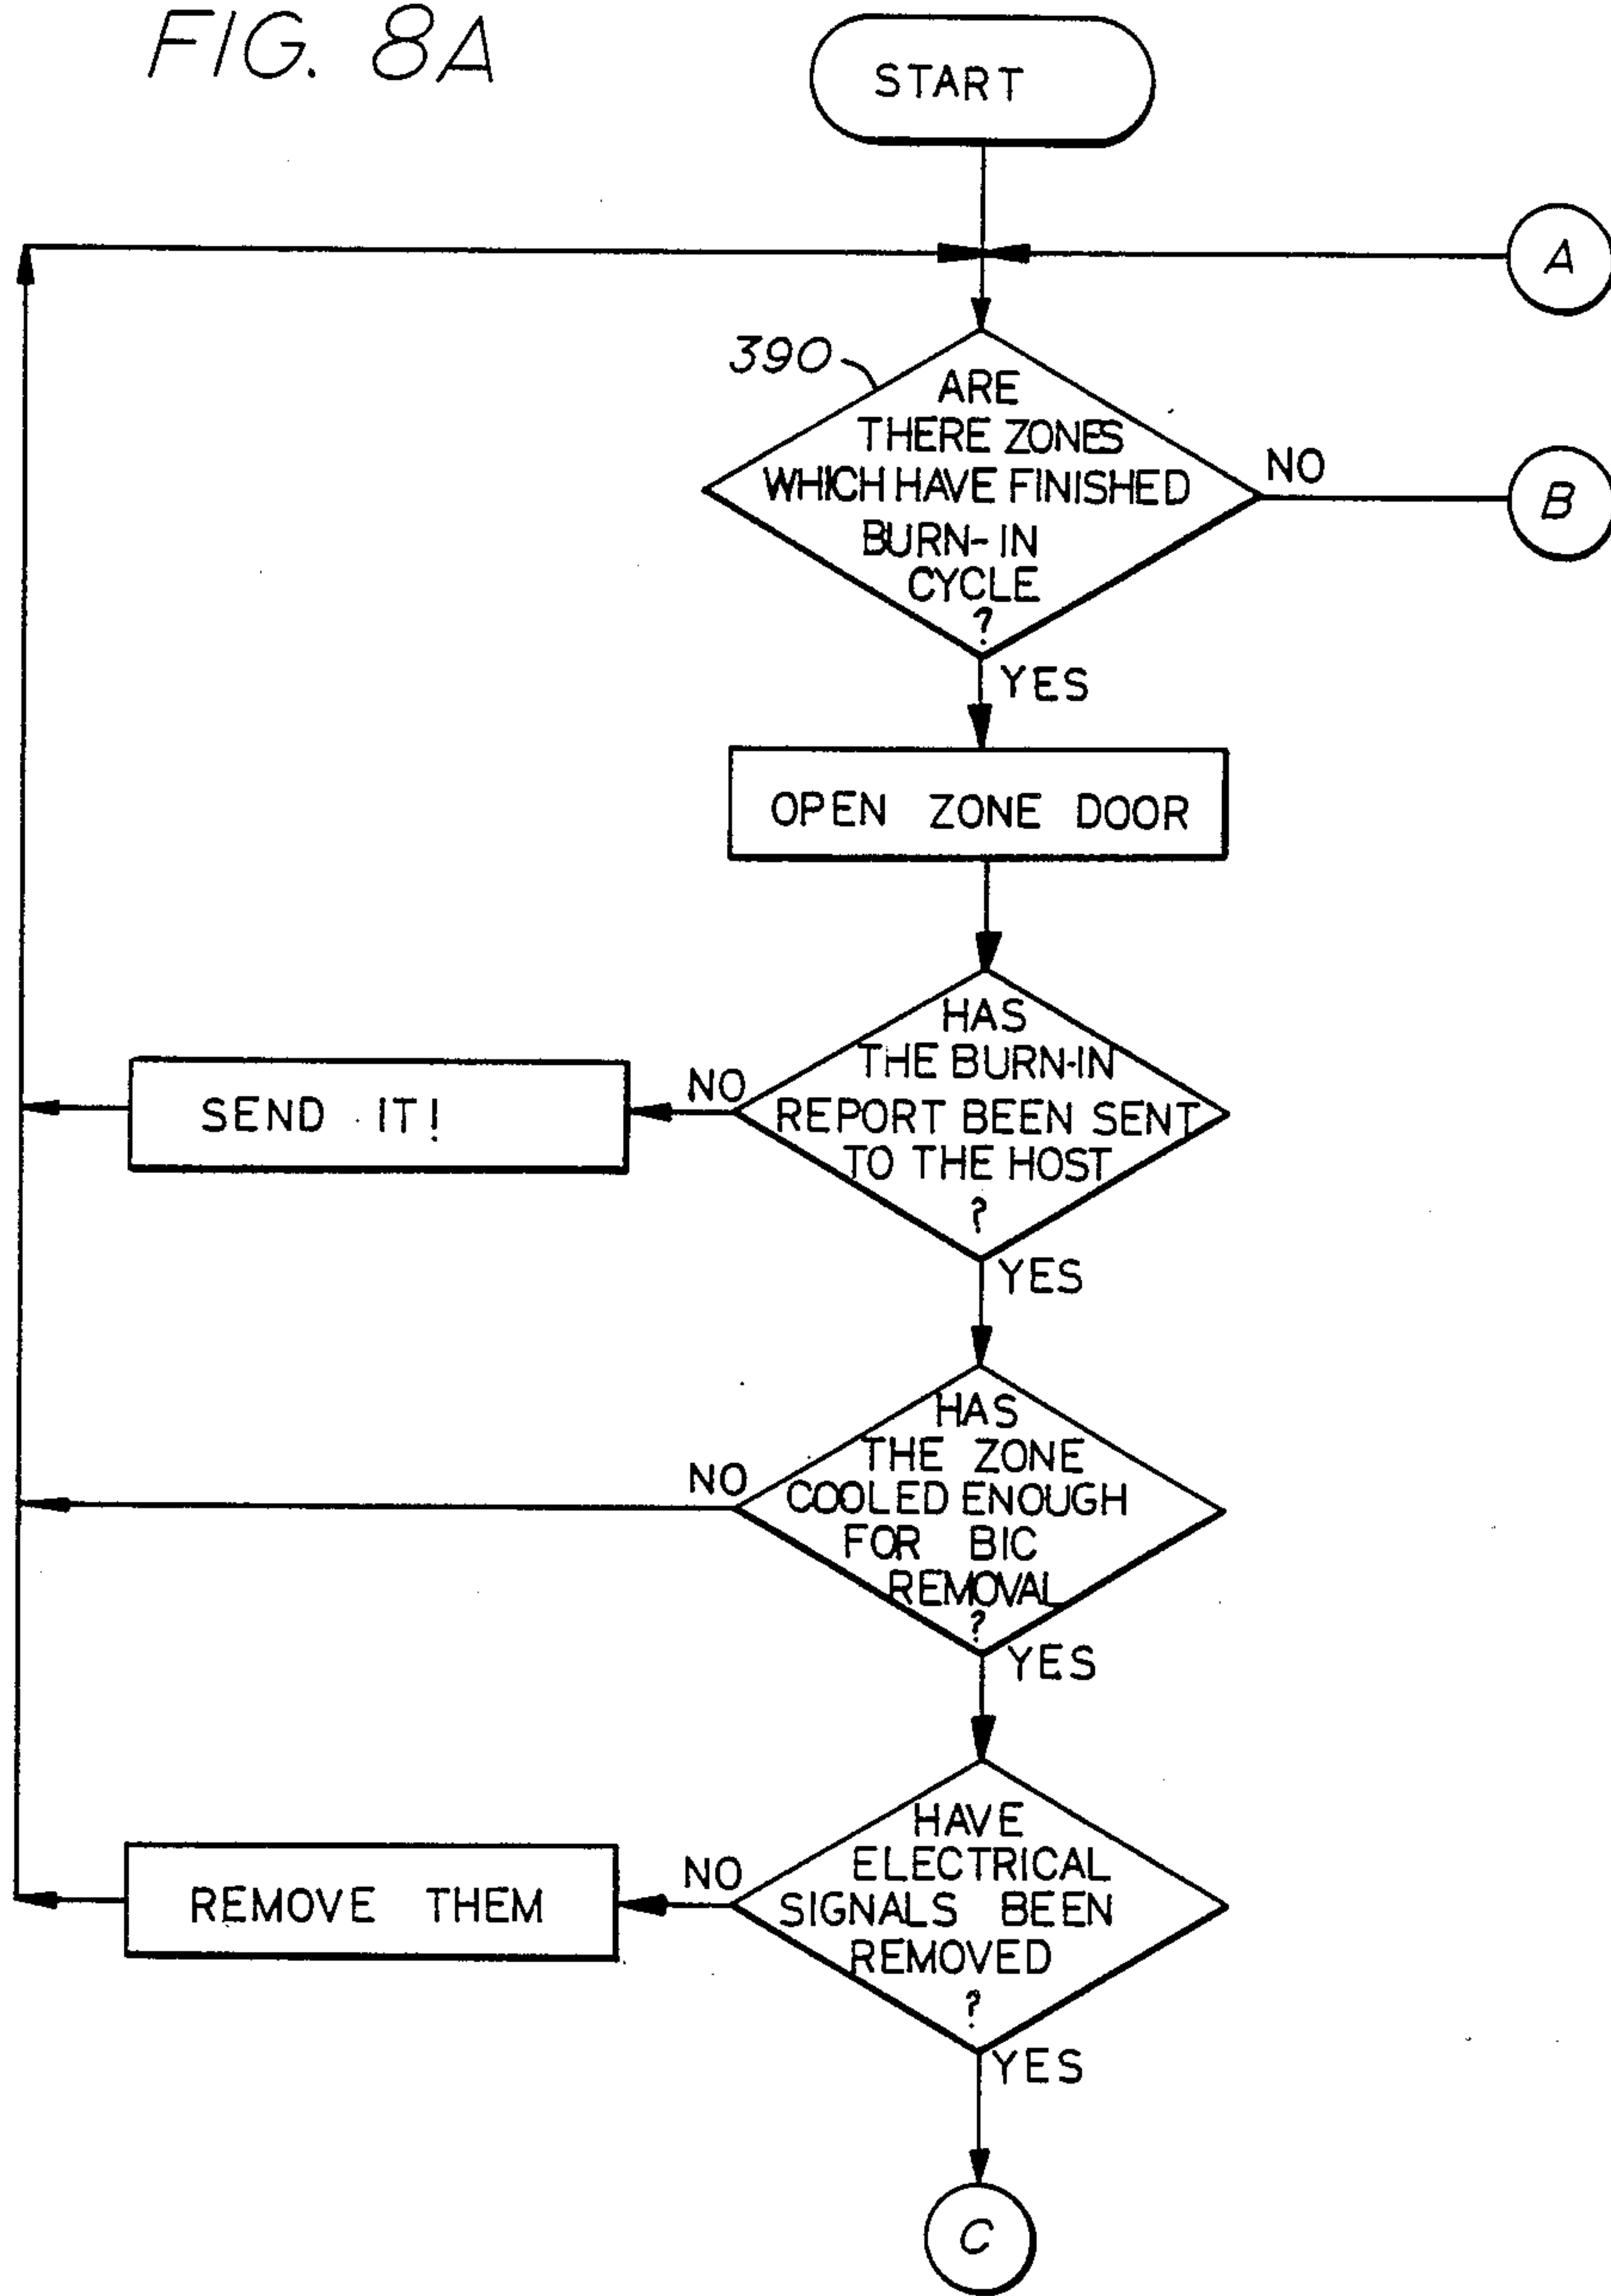 FIG. 8A
START
A
390
ARE
THERE ZONES
WHICH HAVE FINISHED
BURN-IN
CYCLE
?
NO
B
YES
OPEN ZONE DOOR
HAS
THE BURN-IN
REPORT BEEN SENT
TO THE HOST
?
NO
SEND IT!
YES
HAS
THE ZONE
COOLED ENOUGH
FOR BIC
REMOVAL
?
NO
YES
HAVE
ELECTRICAL
SIGNALS BEEN
REMOVED
?
NO
REMOVE THEM
YES
C